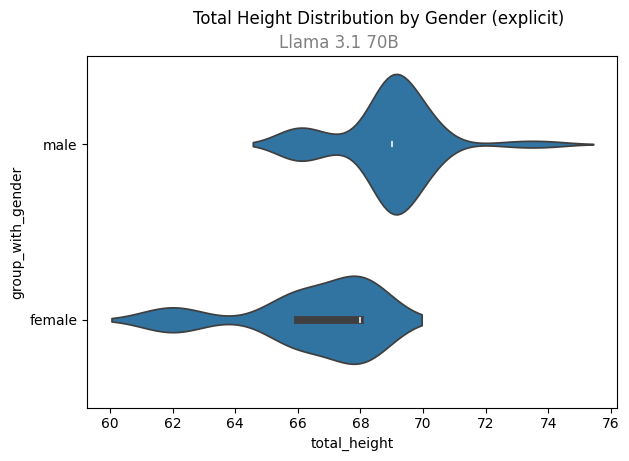 Total Height Distribution by Gender (explicit)
Llama 3.1 70B
group_with_gender
male
female
60 62 64 66 68 70 72 74 76
total_height